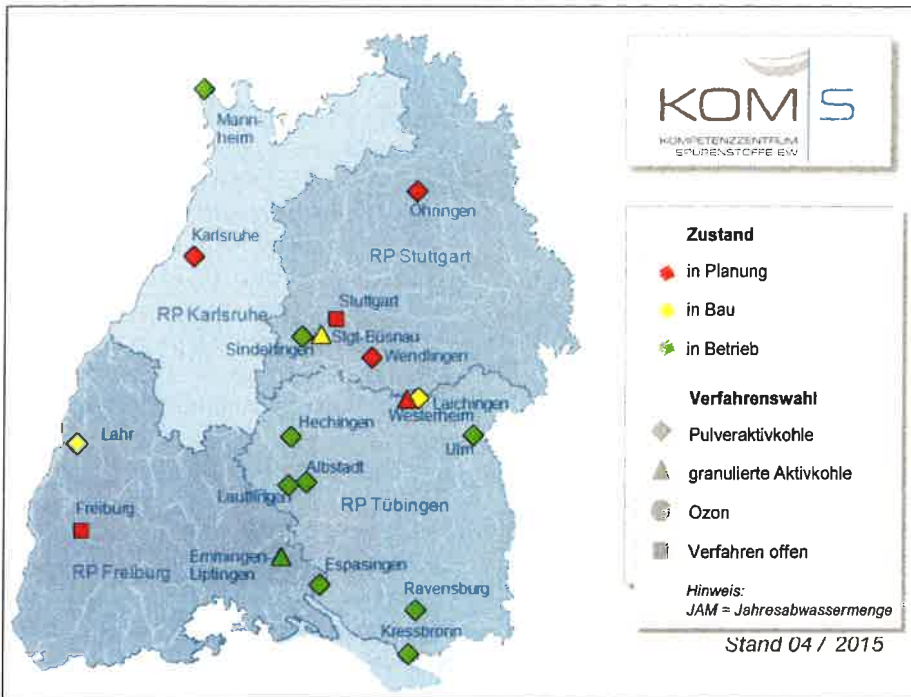 Mann-
heim
Öhringen
Karlsruhe
RP Stuttgart
RP Karlsruhe
Stuttgart
Stgt-Büsnau
Sindelfingen
Wendlingen
Laichingen
Westerheim
Hechingen
Ulm
Lahr
Albstadt
Lautlingen
RP Tübingen
Freiburg
Emmingen-
Liptingen
RP Freiburg
Espasingen
Ravensburg
Kressbronn
KOM S
KOMPETENZZENTRUM
SPURENSTOFFE BW
Zustand
in Planung
in Bau
in Betrieb
Verfahrenswahl
Pulveraktivkohle
granulierte Aktivkohle
Ozon
Verfahren offen
Hinweis:
JAM = Jahresabwassermenge
Stand 04 / 2015